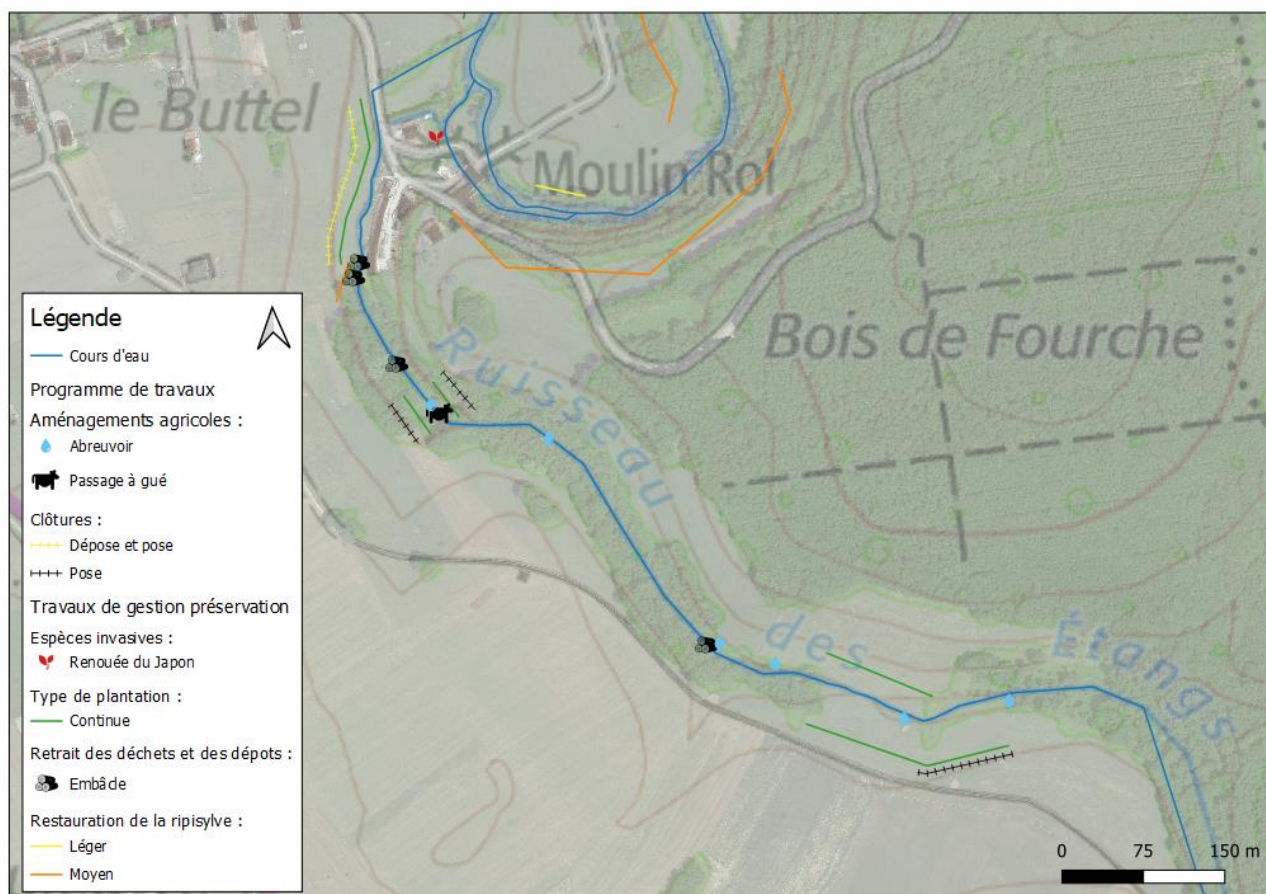 le Buttel
Moulin Rol
Bois de Fourche
Ruisseau
des
Étangs
Légende
Cours d'eau
Programme de travaux
Aménagements agricoles :
Abreuvoir
Passage à gué
Clôtures :
Dépose et pose
Pose
Travaux de gestion préservation
Espèces invasives :
Renouée du Japon
Type de plantation :
Continue
Retrait des déchets et des dépots :
Embâcle
Restauration de la ripisylve :
Léger
Moyen
0 75 150 m